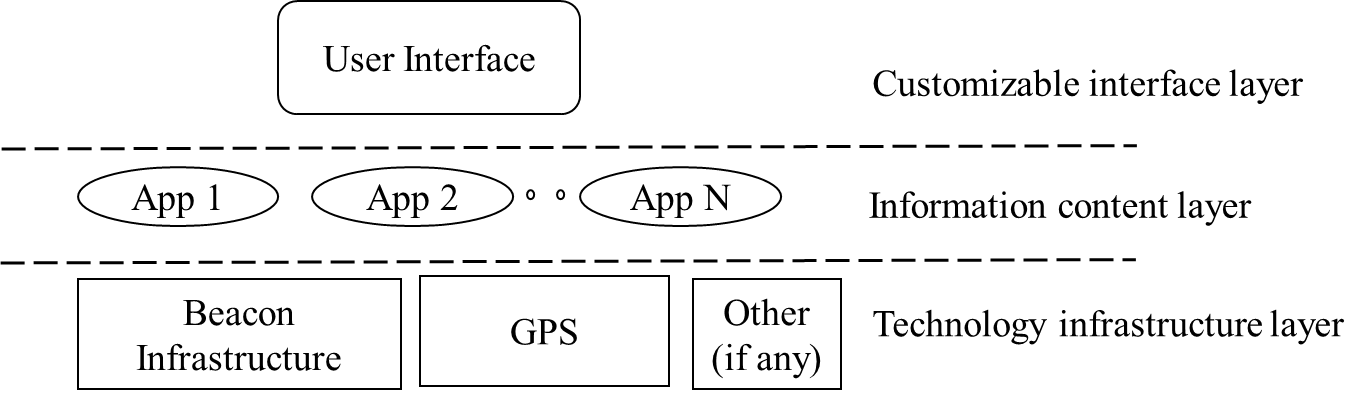 User Interface
Customizable interface layer
App 1
App 2
App N
Information content layer
Beacon
Infrastructure
GPS
Other
(if any)
Technology infrastructure layer